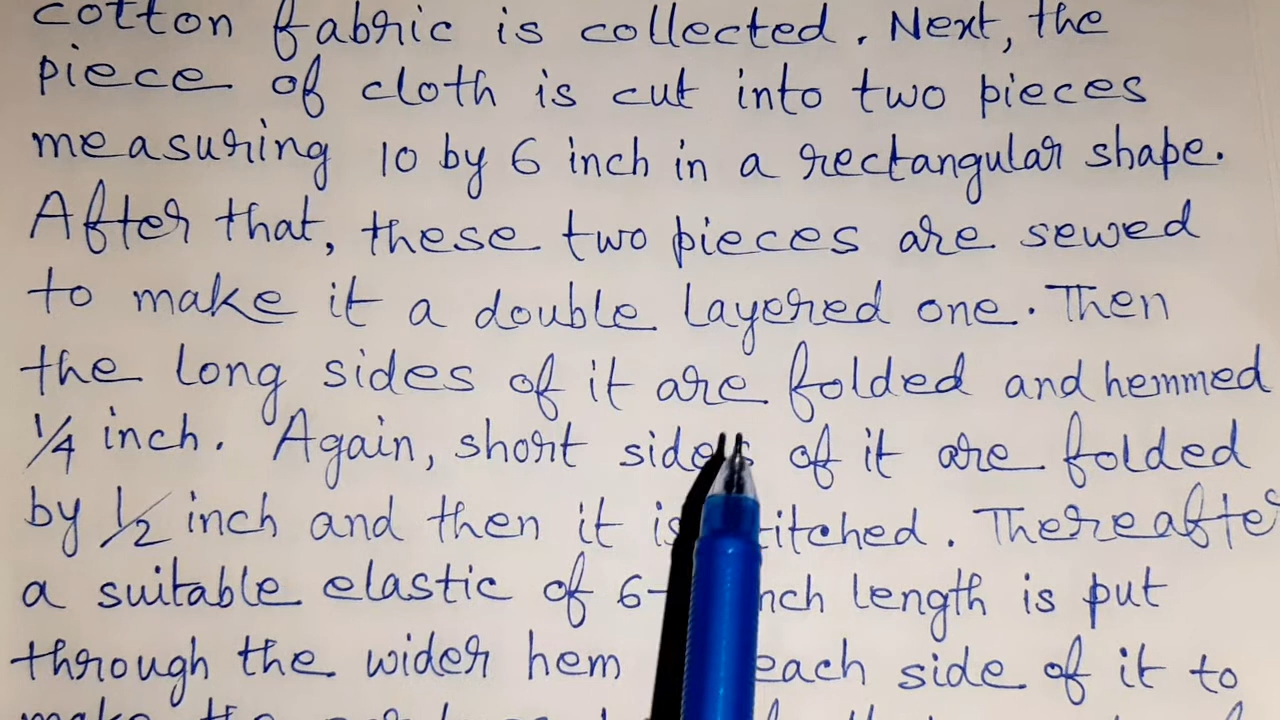 cotton fabric is collected. Next, the
piece of cloth is cut into two pieces
measuring 10 by 6 inch in a rectangular shape.
After that, these two pieces are sewed
to make it a double layered one. Then
the long sides of it are folded and hemmed
1/4 inch. Again, short sides of it are folded
by 1/2 inch and then it is stitched. Thereafter
a suitable elastic of 6- inch length is put
through the wider hem each side of it to
make the